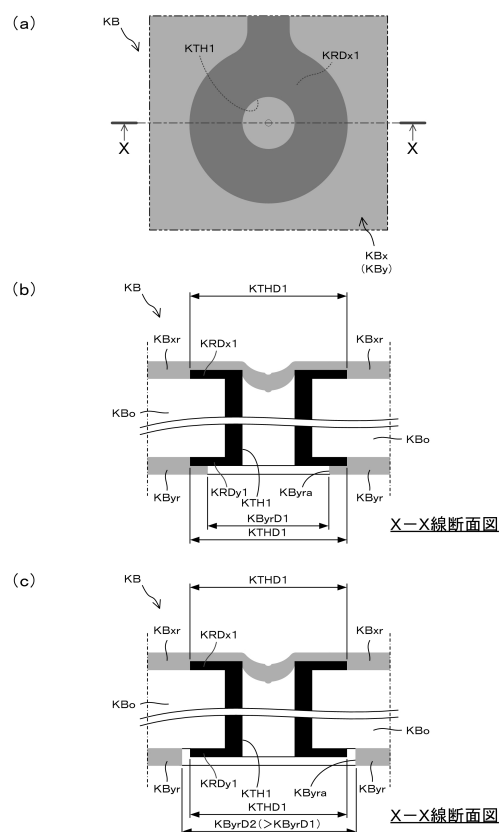 (a)
KB
KTH1
KRDx1
X
X
KBx
(KBy)
(b)
KB
KTHD1
KBxr
KBxr
KRDx1
KBo
KBo
KTH1
KByr
KRDy1
KByra
KByr
KByrD1
KTHD1
X－X線断面図
(c)
KB
KTHD1
KBxr
KBxr
KRDx1
KBo
KBo
KTH1
KByr
KRDy1
KByra
KByr
KTHD1
KByrD2(>KByrD1)
X－X線断面図